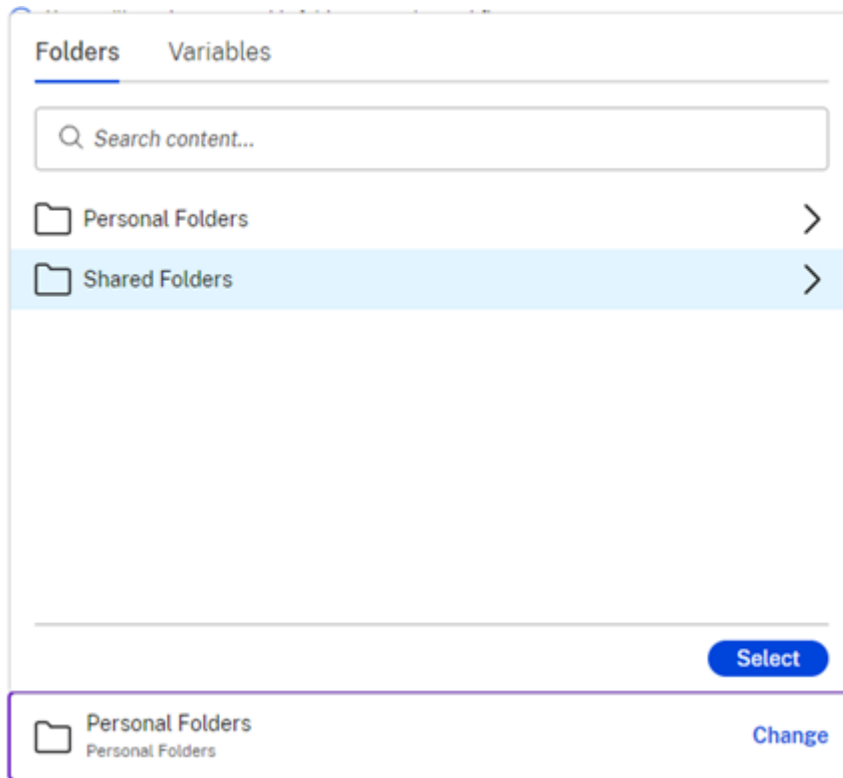 Folders Variables
Search content...
Personal Folders
Shared Folders
Select
Personal Folders
Personal Folders
Change